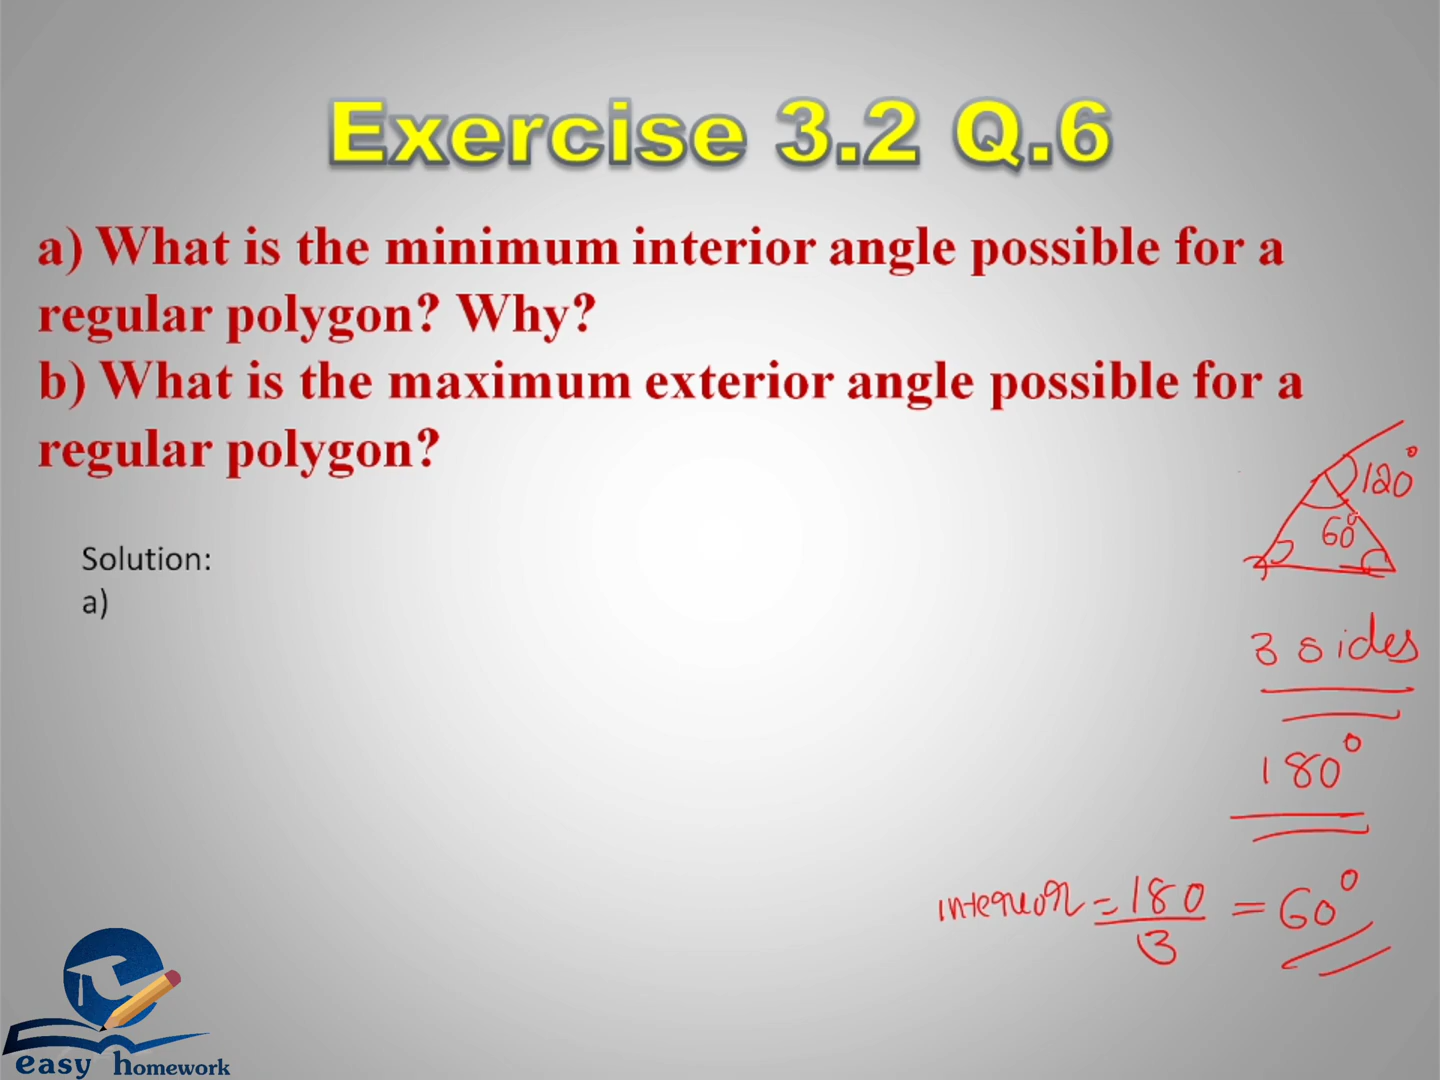 Exercise 3.2 Q.6
a) What is the minimum interior angle possible for a
regular polygon? Why?
b) What is the maximum exterior angle possible for a
regular polygon?
120°
60°
Solution:
a)
3 sides
180°
interior = 180/3 = 60°
easy homework